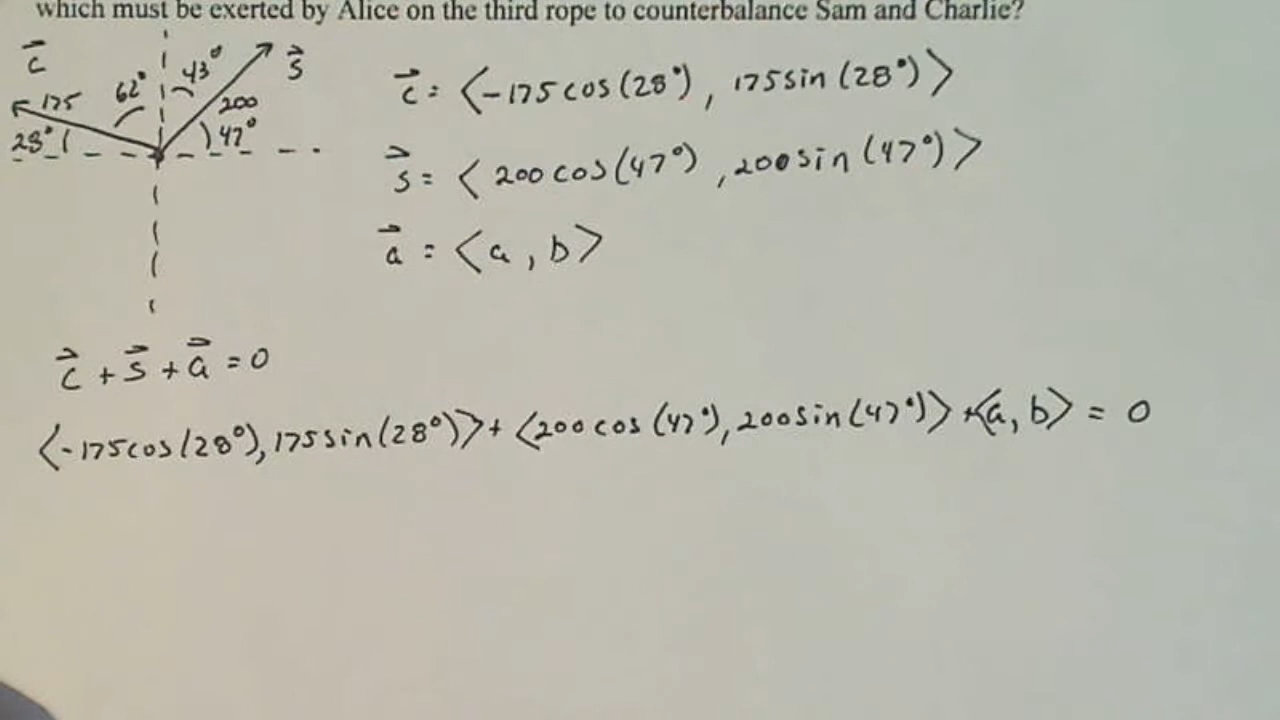 which must be exerted by Alice on the third rope to counterbalance Sam and Charlie?
c⃗ 62° 43° s⃗
175 200
28° 47°
c⃗ = <-175cos(28°), 175sin(28°)>
s⃗ = <200cos(47°), 200sin(47°)>
a⃗ = <a, b>
c⃗ + s⃗ + a⃗ = 0
<-175cos(28°), 175sin(28°)> + <200cos(47°), 200sin(47°)> + <a, b> = 0